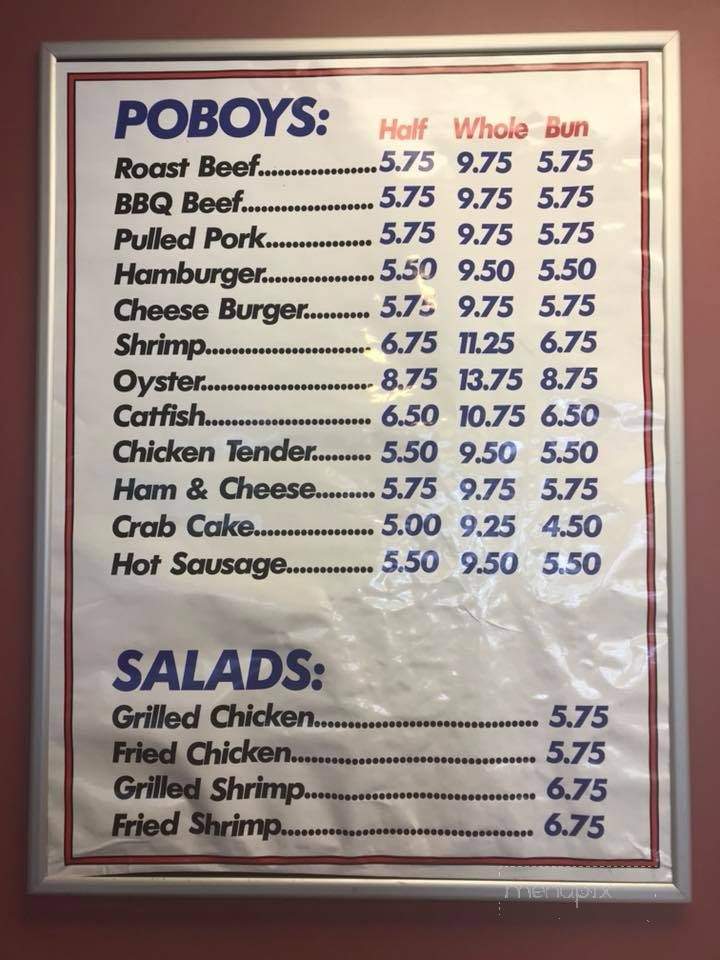 POBOYS: Half Whole Bun
Roast Beef.................. 5.75 9.75 5.75
BBQ Beef.................... 5.75 9.75 5.75
Pulled Pork................ 5.75 9.75 5.75
Hamburger................ 5.50 9.50 5.50
Cheese Burger.......... 5.75 9.75 5.75
Shrimp......................... 6.75 11.25 6.75
Oyster.......................... 8.75 13.75 8.75
Catfish......................... 6.50 10.75 6.50
Chicken Tender......... 5.50 9.50 5.50
Ham & Cheese......... 5.75 9.75 5.75
Crab Cake.................. 5.00 9.25 4.50
Hot Sausage............. 5.50 9.50 5.50
SALADS:
Grilled Chicken.................................. 5.75
Fried Chicken..................................... 5.75
Grilled Shrimp................................... 6.75
Fried Shrimp...................................... 6.75
menupix